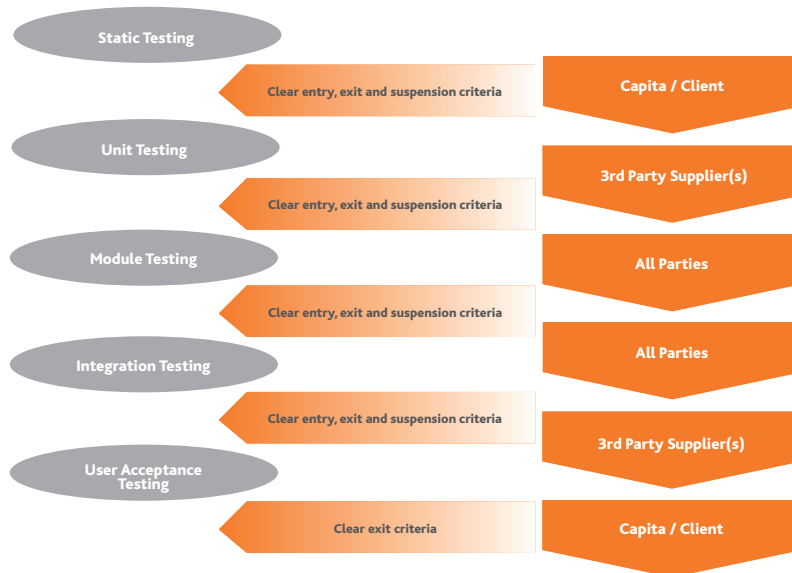 Static Testing
Clear entry, exit and suspension criteria
Capita / Client
Unit Testing
3rd Party Supplier(s)
Clear entry, exit and suspension criteria
Module Testing
All Parties
Clear entry, exit and suspension criteria
All Parties
Integration Testing
Clear entry, exit and suspension criteria
3rd Party Supplier(s)
User Acceptance
Testing
Clear exit criteria
Capita / Client